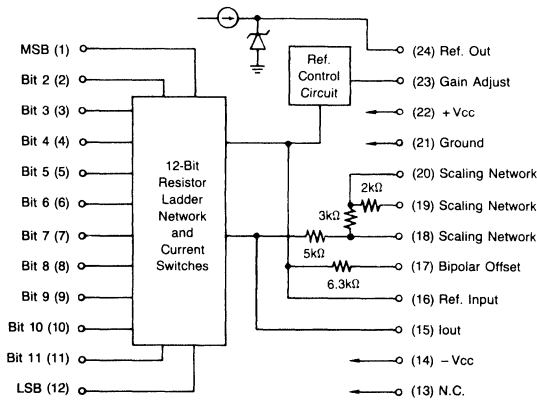 MSB (1)
Bit 2 (2)
Bit 3 (3)
Bit 4 (4)
Bit 5 (5)
Bit 6 (6)
Bit 7 (7)
Bit 8 (8)
Bit 9 (9)
Bit 10 (10)
Bit 11 (11)
LSB (12)
12-Bit
Resistor
Ladder
Network
and
Current
Switches
Ref.
Control
Circuit
(24) Ref. Out
(23) Gain Adjust
(22) +Vcc
(21) Ground
(20) Scaling Network
2kΩ
(19) Scaling Network
3kΩ
(18) Scaling Network
5kΩ
(17) Bipolar Offset
6.3kΩ
(16) Ref. Input
(15) Iout
(14) −Vcc
(13) N.C.